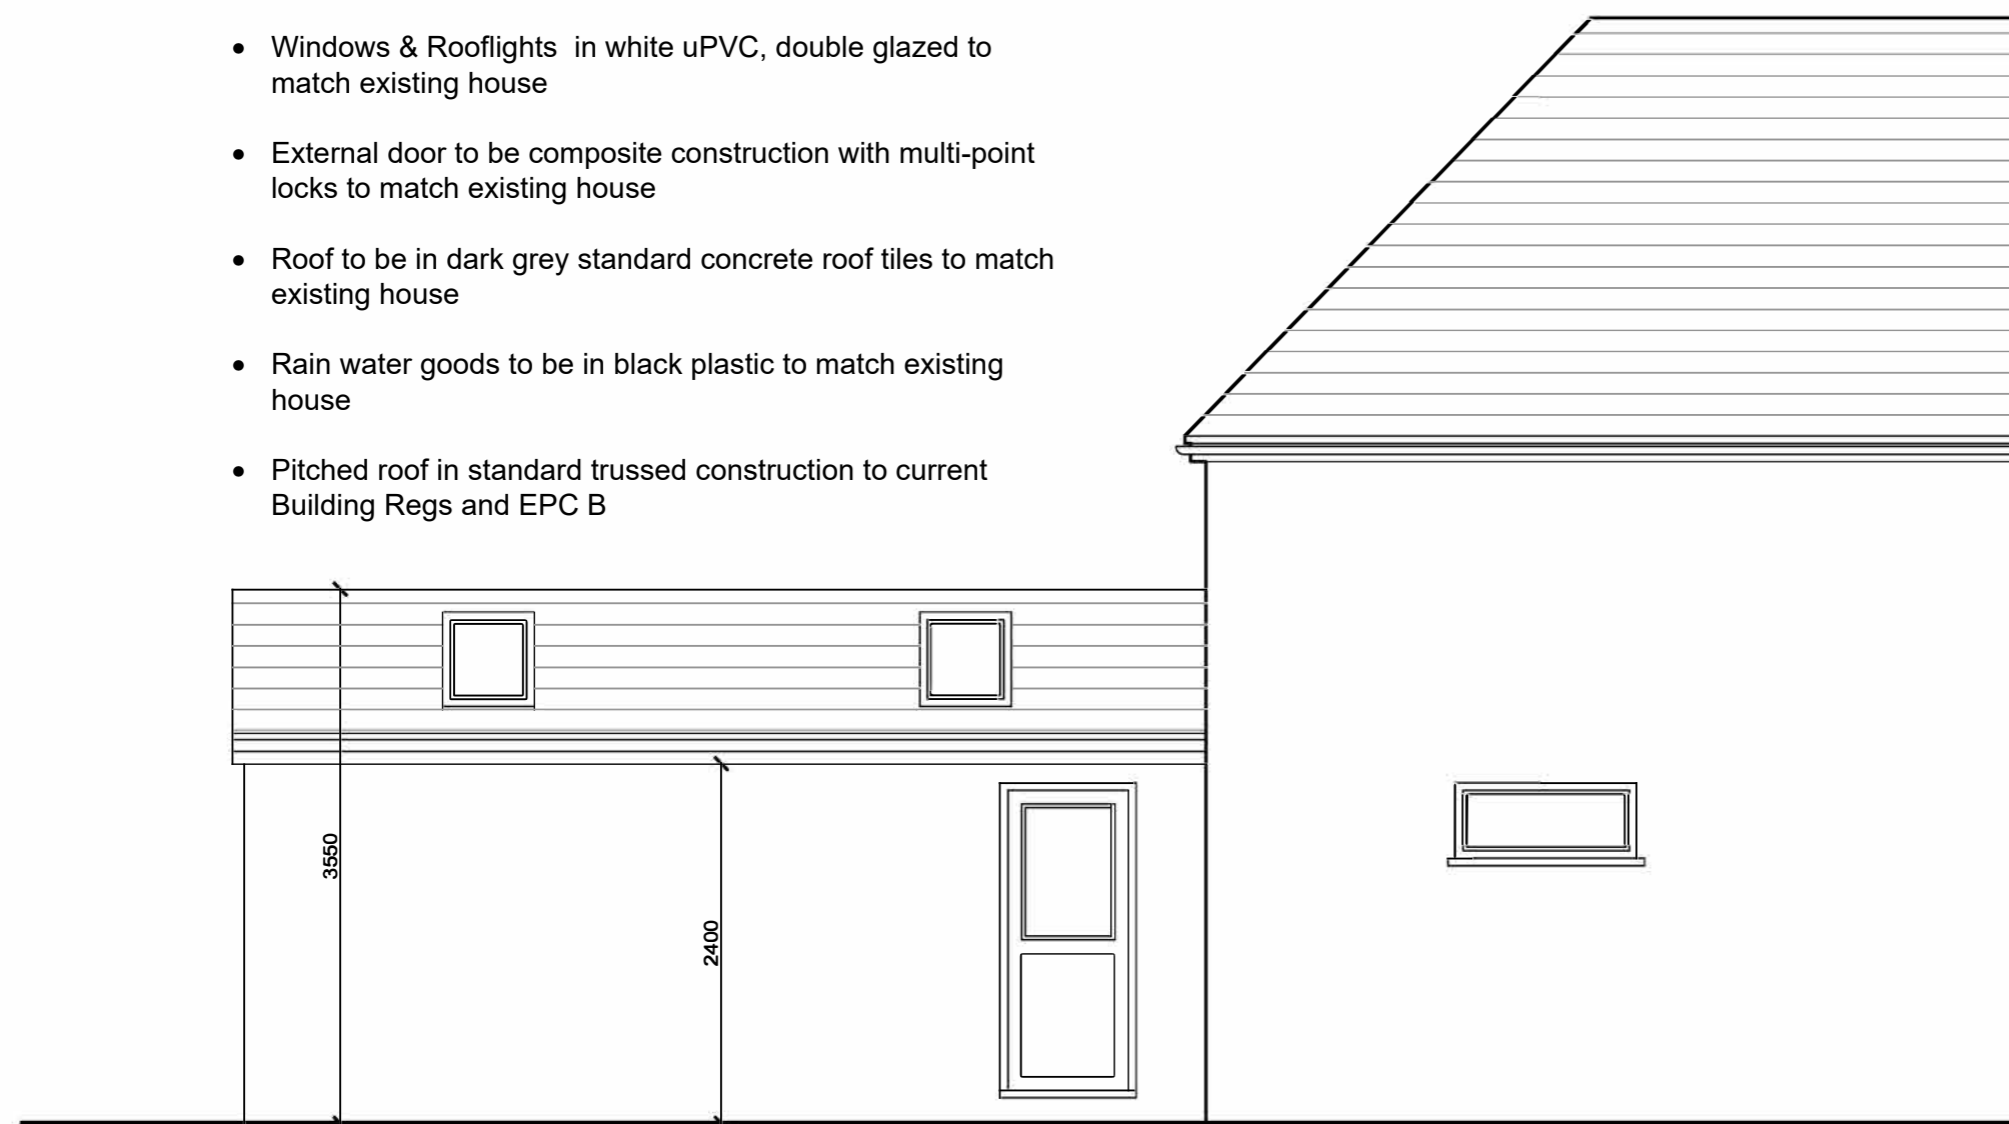 • Windows & Rooflights  in white uPVC, double glazed to
match existing house
• External door to be composite construction with multi-point
locks to match existing house
• Roof to be in dark grey standard concrete roof tiles to match
existing house
• Rain water goods to be in black plastic to match existing
house
• Pitched roof in standard trussed construction to current
Building Regs and EPC B
3550
2400